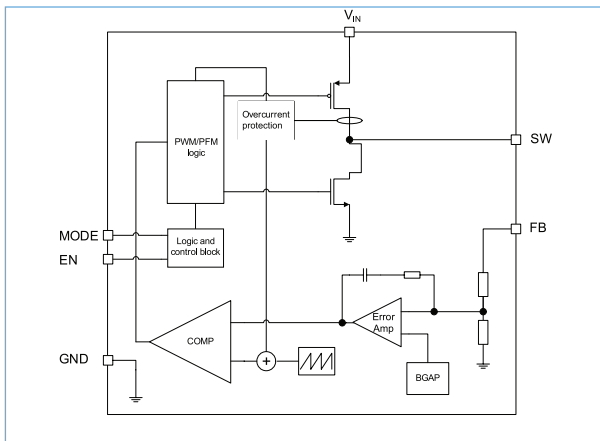 VIN
Overcurrent
protection
PWM/PFM
logic
SW
MODE
EN
Logic and
control block
FB
Error
Amp
COMP
+
GND
BGAP